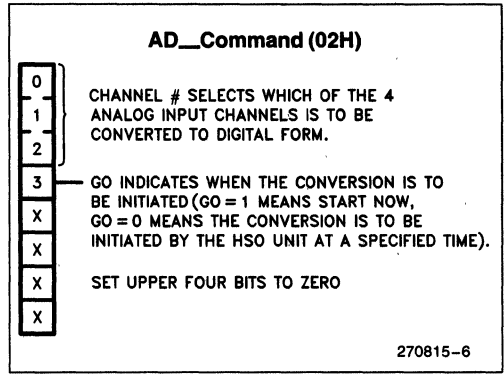 AD__Command (02H)
0
1
2
CHANNEL # SELECTS WHICH OF THE 4
ANALOG INPUT CHANNELS IS TO BE
CONVERTED TO DIGITAL FORM.
3
GO INDICATES WHEN THE CONVERSION IS TO
BE INITIATED (GO = 1 MEANS START NOW,
GO = 0 MEANS THE CONVERSION IS TO BE
INITIATED BY THE HSO UNIT AT A SPECIFIED TIME).
X
X
X
SET UPPER FOUR BITS TO ZERO
X
270815-6